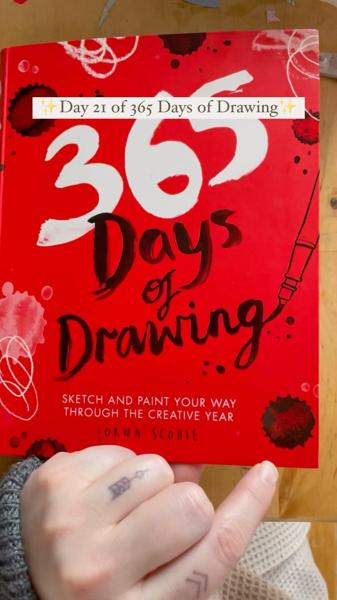 ✨Day 21 of 365 Days of Drawing✨
365
Days
of
Drawing
SKETCH AND PAINT YOUR WAY
THROUGH THE CREATIVE YEAR
LORNA SCOBIE